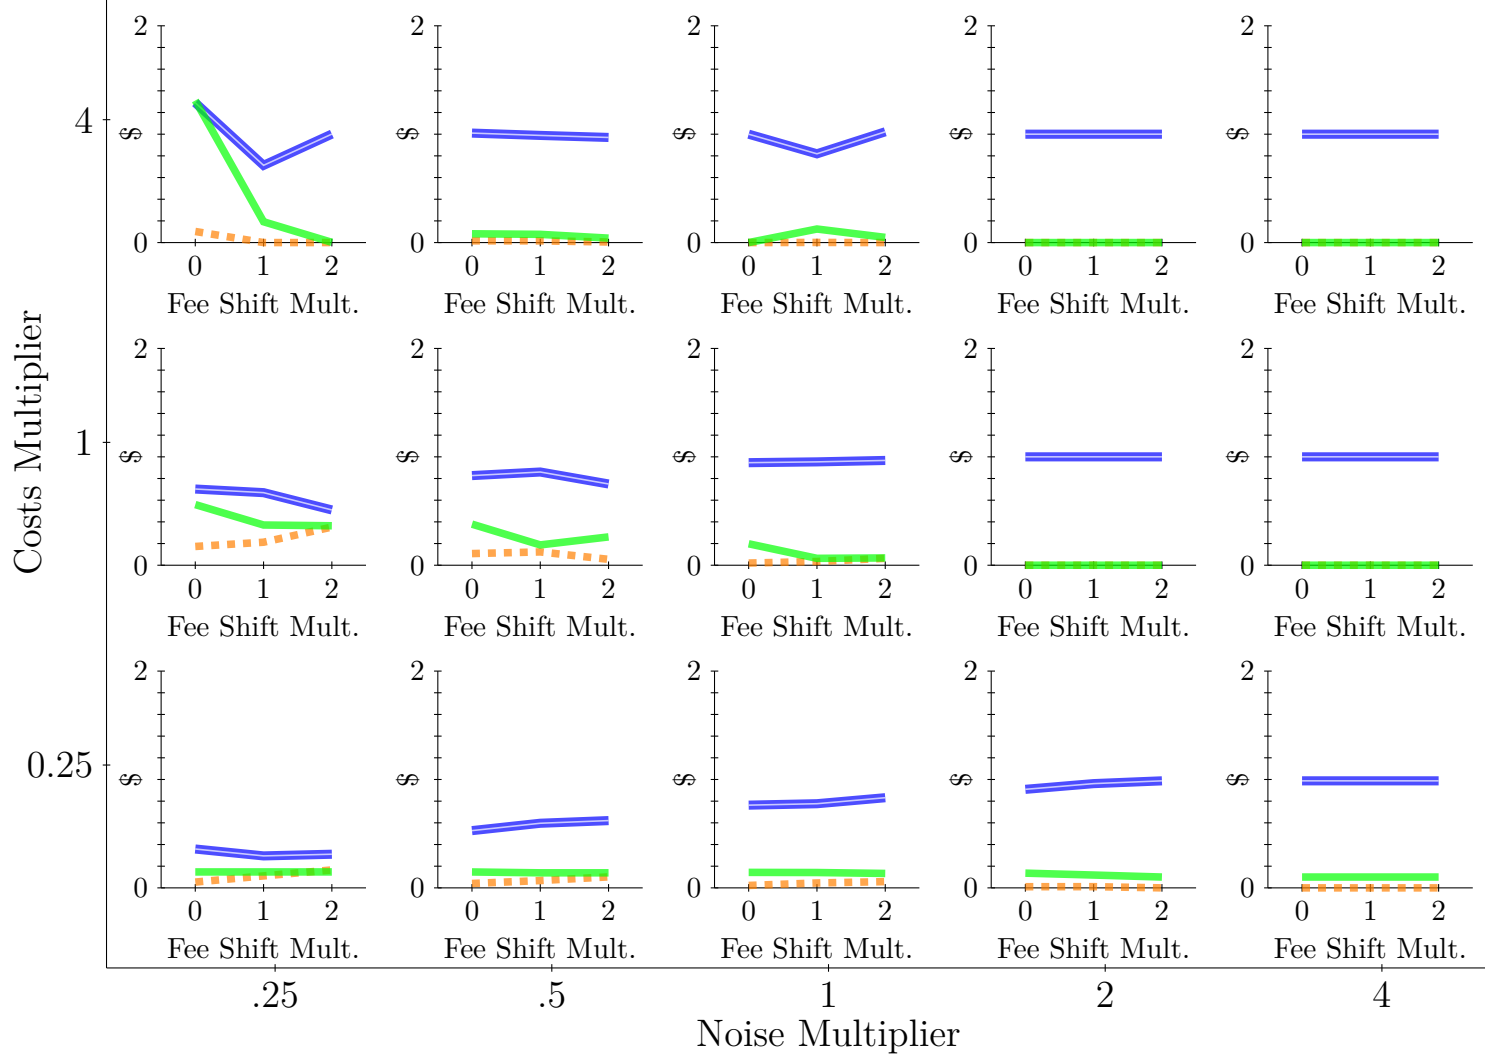 2 2 2 2 2
4 $ $ $ $ $
0 0 0 0 0
0 1 2 0 1 2 0 1 2 0 1 2 0 1 2
Fee Shift Mult. Fee Shift Mult. Fee Shift Mult. Fee Shift Mult. Fee Shift Mult.
Costs Multiplier
2 2 2 2 2
1 $ $ $ $ $
0 0 0 0 0
0 1 2 0 1 2 0 1 2 0 1 2 0 1 2
Fee Shift Mult. Fee Shift Mult. Fee Shift Mult. Fee Shift Mult. Fee Shift Mult.
2 2 2 2 2
0.25 $ $ $ $ $
0 0 0 0 0
0 1 2 0 1 2 0 1 2 0 1 2 0 1 2
Fee Shift Mult. Fee Shift Mult. Fee Shift Mult. Fee Shift Mult. Fee Shift Mult.
.25 .5 1 2 4
Noise Multiplier